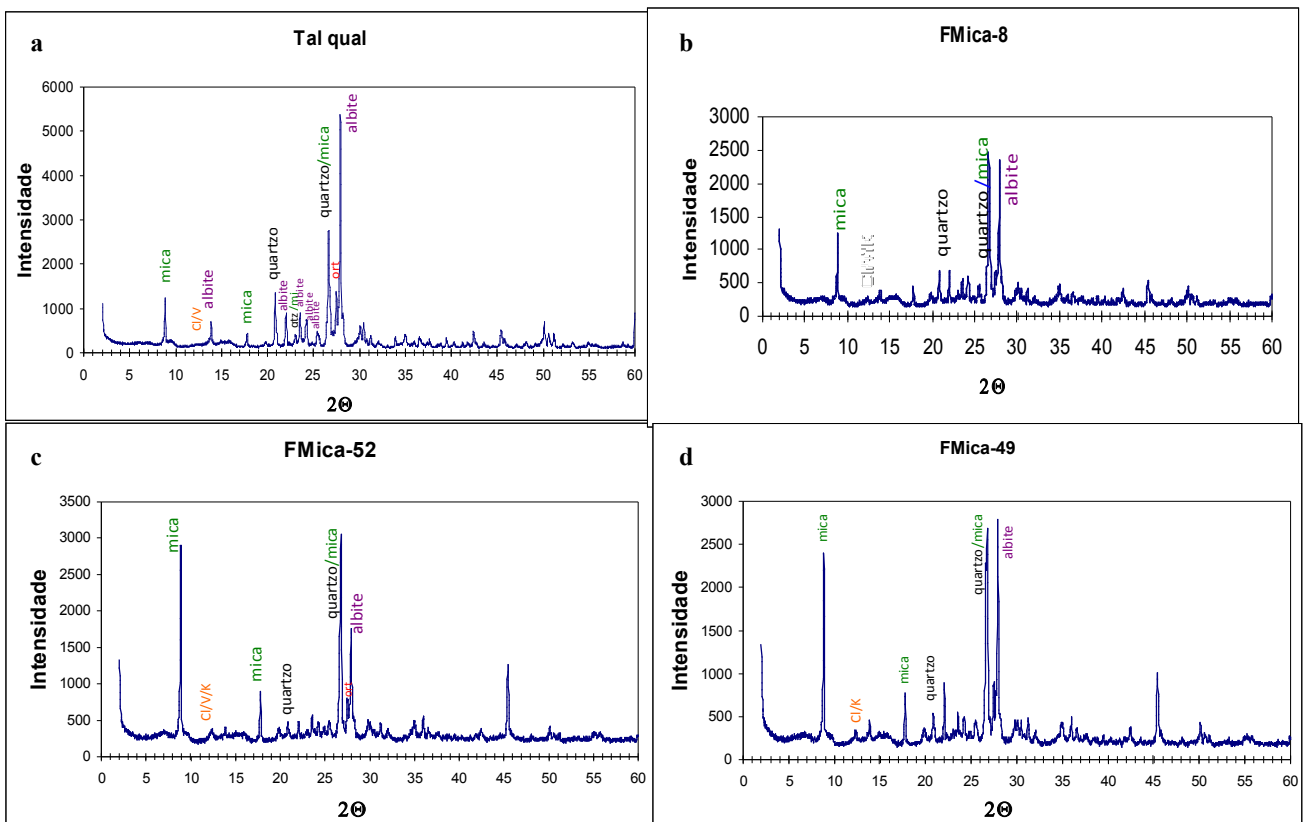 a
Tal qual
Intensidade
6000
5000
4000
3000
2000
1000
0
mica
Cl/V
albite
mica
quartzo
albite
qtz/mi
albite
albite
albite
quartzo/mica
ort
albite
0 5 10 15 20 25 30 35 40 45 50 55 60
2Θ
b
FMica-8
Intensidade
3000
2500
2000
1500
1000
500
0
mica
quartzo
quartzo/mica
albite
0 5 10 15 20 25 30 35 40 45 50 55 60
2Θ
c
FMica-52
Intensidade
3500
3000
2500
2000
1500
1000
500
0
mica
Cl/V/K
mica
quartzo
quartzo/mica
ort
albite
0 5 10 15 20 25 30 35 40 45 50 55 60
2Θ
d
FMica-49
Intensidade
3000
2500
2000
1500
1000
500
0
mica
Cl/K
mica
quartzo
quartzo/mica
albite
0 5 10 15 20 25 30 35 40 45 50 55 60
2Θ